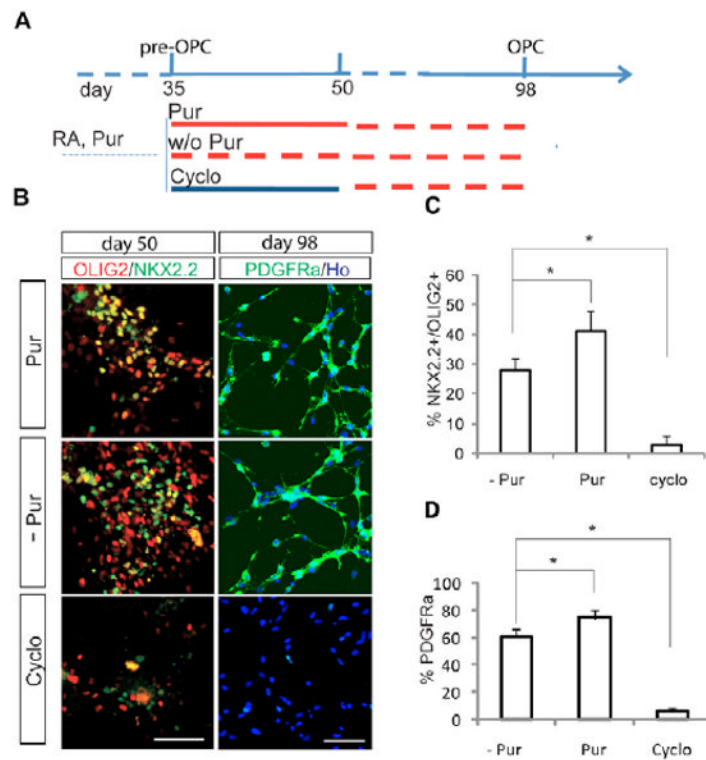 A
pre-OPC OPC
day 35 50 98
Pur
RA, Pur w/o Pur
Cyclo
B
day 50 day 98
OLIG2/NKX2.2 PDGFRa/Ho
Pur
- Pur
Cyclo
C
* 
*
60
50
40
30
20
10
0
% NKX2.2+/OLIG2+
- Pur Pur cyclo
D
*
*
100
80
60
40
20
0
% PDGFRa
- Pur Pur Cyclo